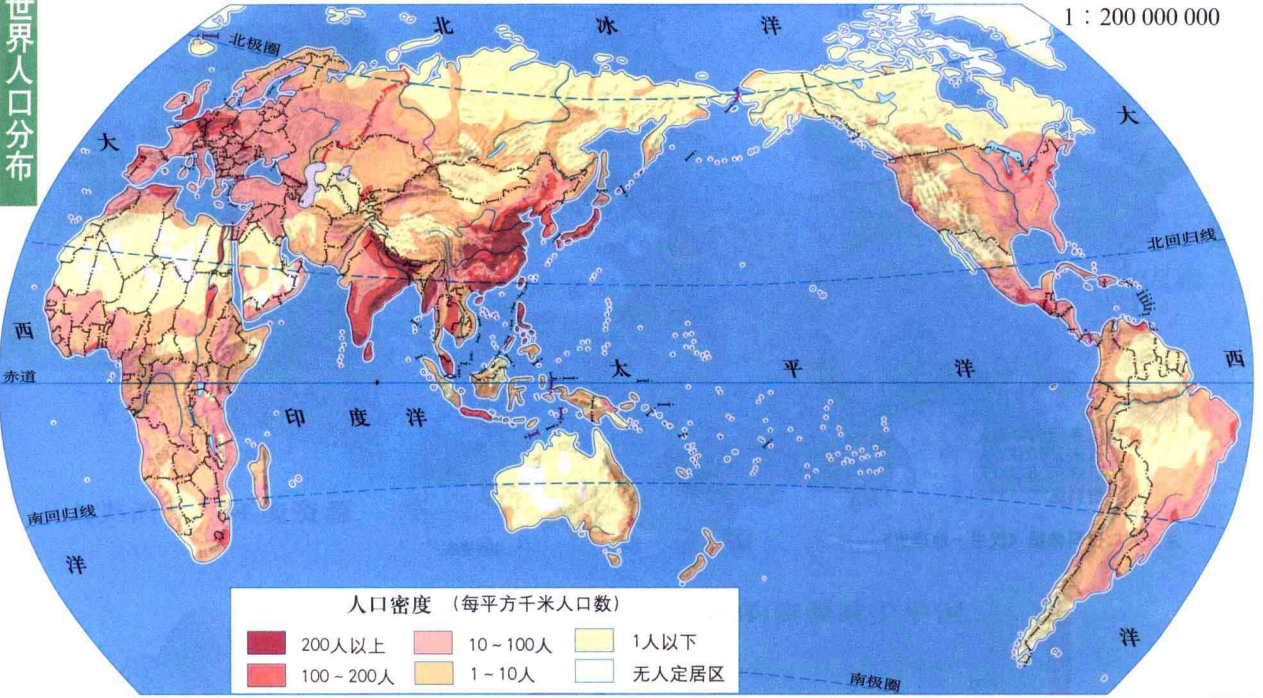 世界人口分布
1：200 000 000
北 冰 洋
北极圈
大
大
北回归线
西
赤道
太 平 洋
西
印 度 洋
南回归线
洋
洋
南极圈
人口密度 （每平方千米人口数）
200人以上
10～100人
1人以下
100～200人
1～10人
无人定居区